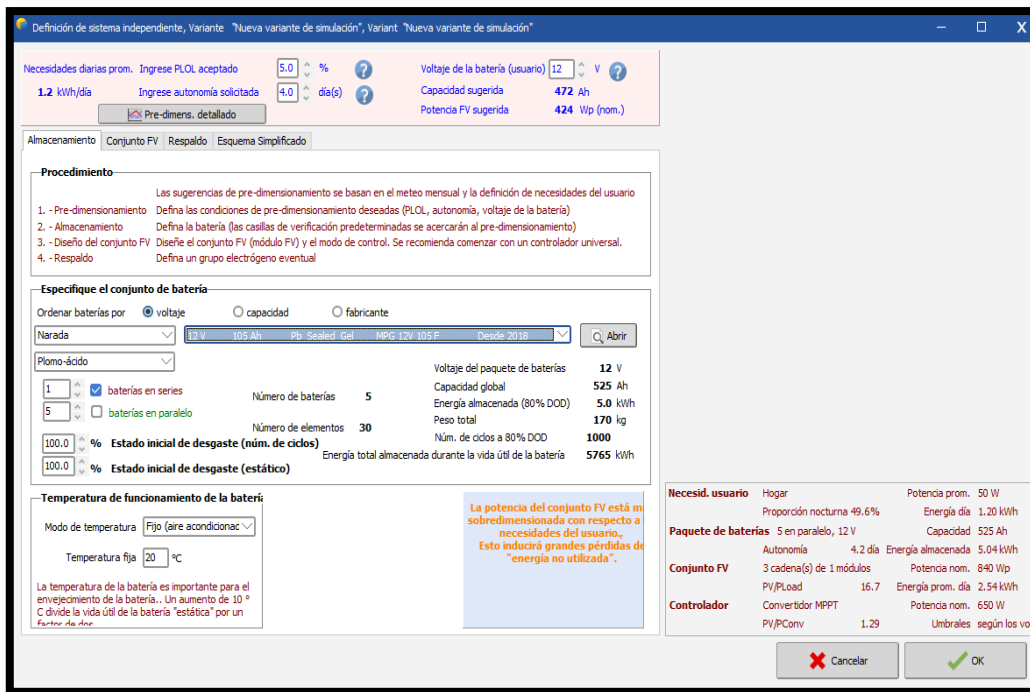 Definición de sistema independiente, Variante "Nueva variante de simulación", Variant "Nueva variante de simulación"
Necesidades diarias prom. Ingrese PLOL aceptado 5.0 % ? Voltaje de la batería (usuario) 12 V ?
1.2 kWh/día Ingrese autonomía solicitada 4.0 día(s) ? Capacidad sugerida 472 Ah
Pre-dimens. detallado Potencia FV sugerida 424 Wp (nom.)
Almacenamiento Conjunto FV Respaldo Esquema Simplificado
Procedimiento
Las sugerencias de pre-dimensionamiento se basan en el meteo mensual y la definición de necesidades del usuario
1. - Pre-dimensionamiento Defina las condiciones de pre-dimensionamiento deseadas (PLOL, autonomía, voltaje de la batería)
2. - Almacenamiento Defina la batería (las casillas de verificación predeterminadas se acercarán al pre-dimensionamiento)
3. - Diseño del conjunto FV Diseñe el conjunto FV (módulo FV) y el modo de control. Se recomienda comenzar con un controlador universal.
4. - Respaldo Defina un grupo electrógeno eventual
Especifique el conjunto de batería
Ordenar baterías por voltaje capacidad fabricante
Narada 12 V 105 Ah Pb Sealed Gel MPG 12V 105 F Desde 2018 Abrir
Plomo-ácido
1 baterías en series
5 baterías en paralelo
Número de baterías 5
Número de elementos 30
100.0 % Estado inicial de desgaste (núm. de ciclos)
100.0 % Estado inicial de desgaste (estático)
Voltaje del paquete de baterías 12 V
Capacidad global 525 Ah
Energía almacenada (80% DOD) 5.0 kWh
Peso total 170 kg
Núm. de ciclos a 80% DOD 1000
Energía total almacenada durante la vida útil de la batería 5765 kWh
Temperatura de funcionamiento de la batería
Modo de temperatura Fijo (aire acondicionac
Temperatura fija 20 ºC
La temperatura de la batería es importante para el
envejecimiento de la batería.. Un aumento de 10 º
C divide la vida útil de la batería "estática" por un
factor de dos
La potencia del conjunto FV está m
sobredimensionada con respecto a
necesidades del usuario.,
Esto inducirá grandes pérdidas de
"energía no utilizada".
Necesid. usuario Hogar Potencia prom. 50 W
Proporción nocturna 49.6% Energía día 1.20 kWh
Paquete de baterías 5 en paralelo, 12 V Capacidad 525 Ah
Autonomía 4.2 día Energía almacenada 5.04 kWh
Conjunto FV 3 cadena(s) de 1 módulos Potencia nom. 840 Wp
PV/PLoad 16.7 Energía prom. día 2.54 kWh
Controlador Convertidor MPPT Potencia nom. 650 W
PV/PConv 1.29 Umbrales según los vo
Cancelar OK